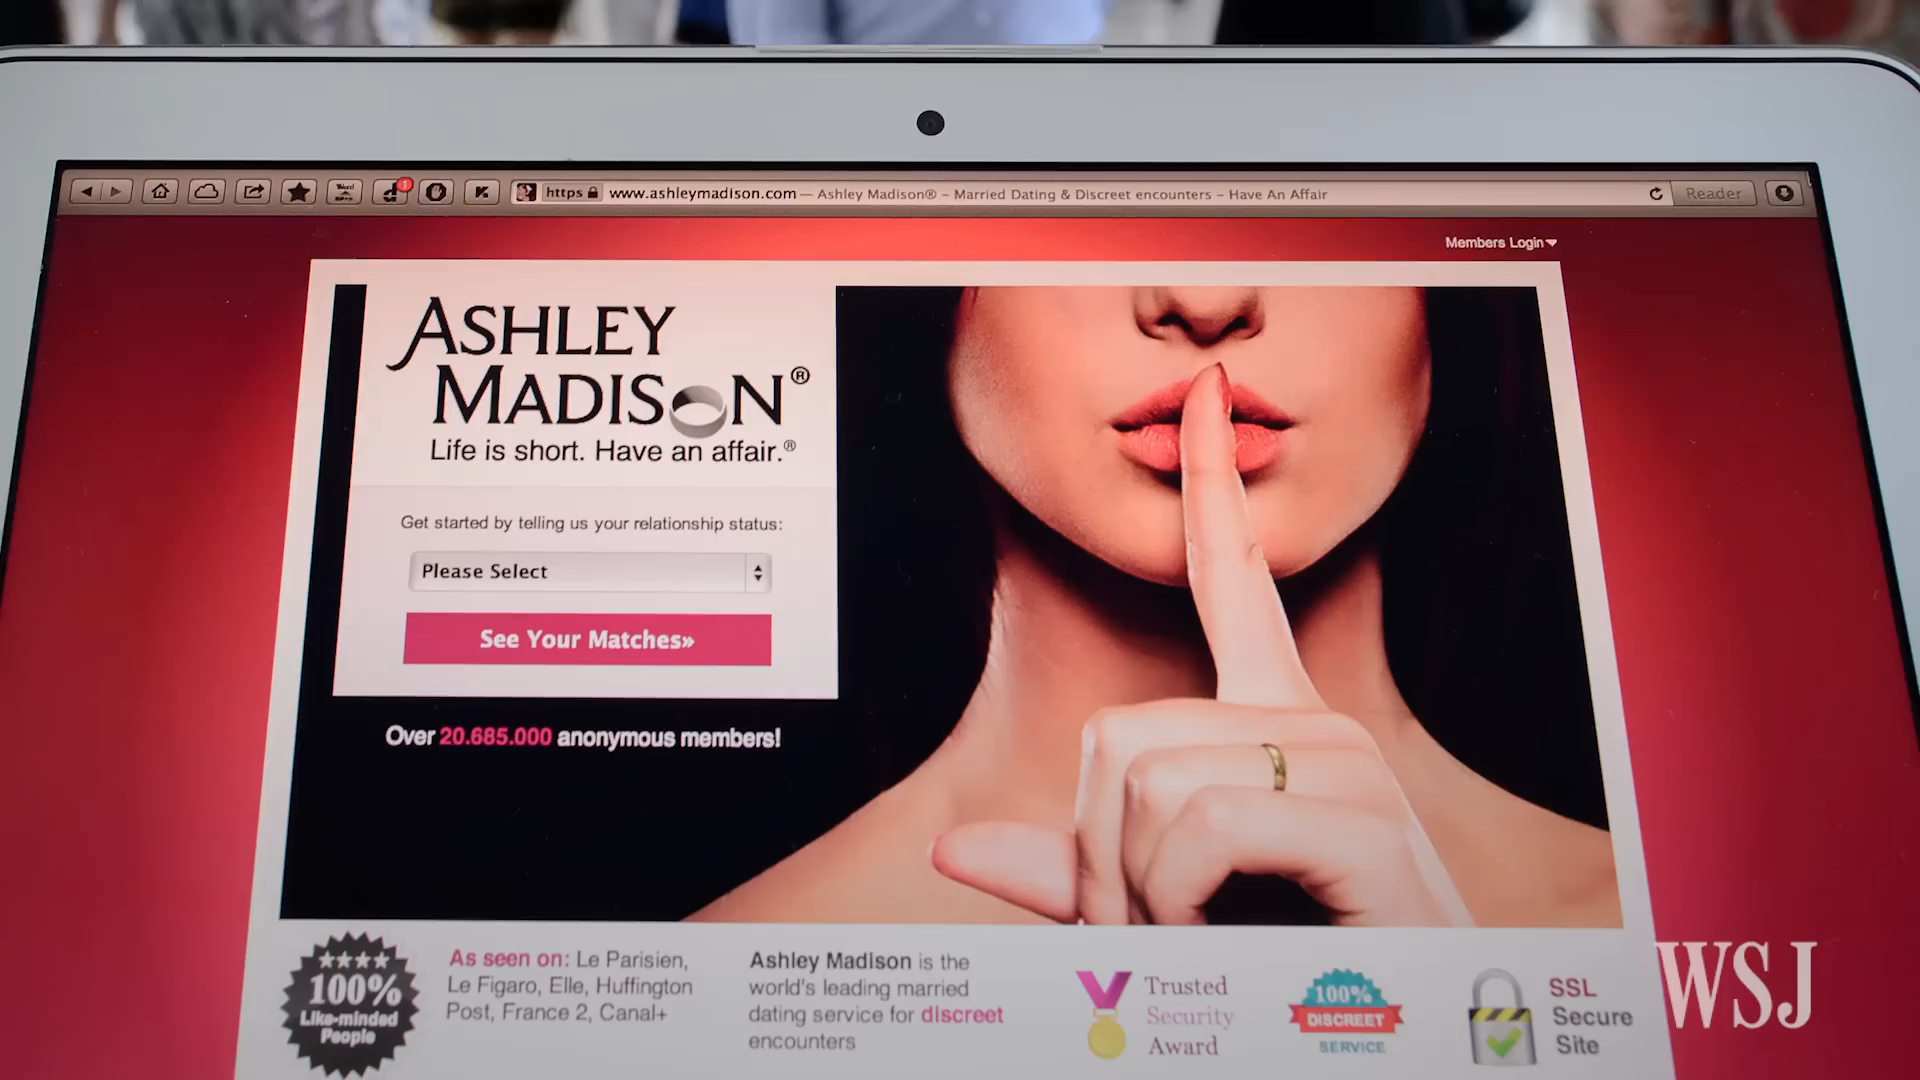 https www.ashleymadison.com — Ashley Madison® – Married Dating & Discreet encounters – Have An Affair
Reader
Members Login
ASHLEY
MADISON®
Life is short. Have an affair.®
Get started by telling us your relationship status:
Please Select
See Your Matches»
Over 20.685.000 anonymous members!
100%
Like-minded
People
As seen on: Le Parisien,
Le Figaro, Elle, Huffington
Post, France 2, Canal+
Ashley Madison is the
world's leading married
dating service for discreet
encounters
Trusted
Security
Award
100%
DISCREET
SERVICE
SSL
Secure
Site
WSJ